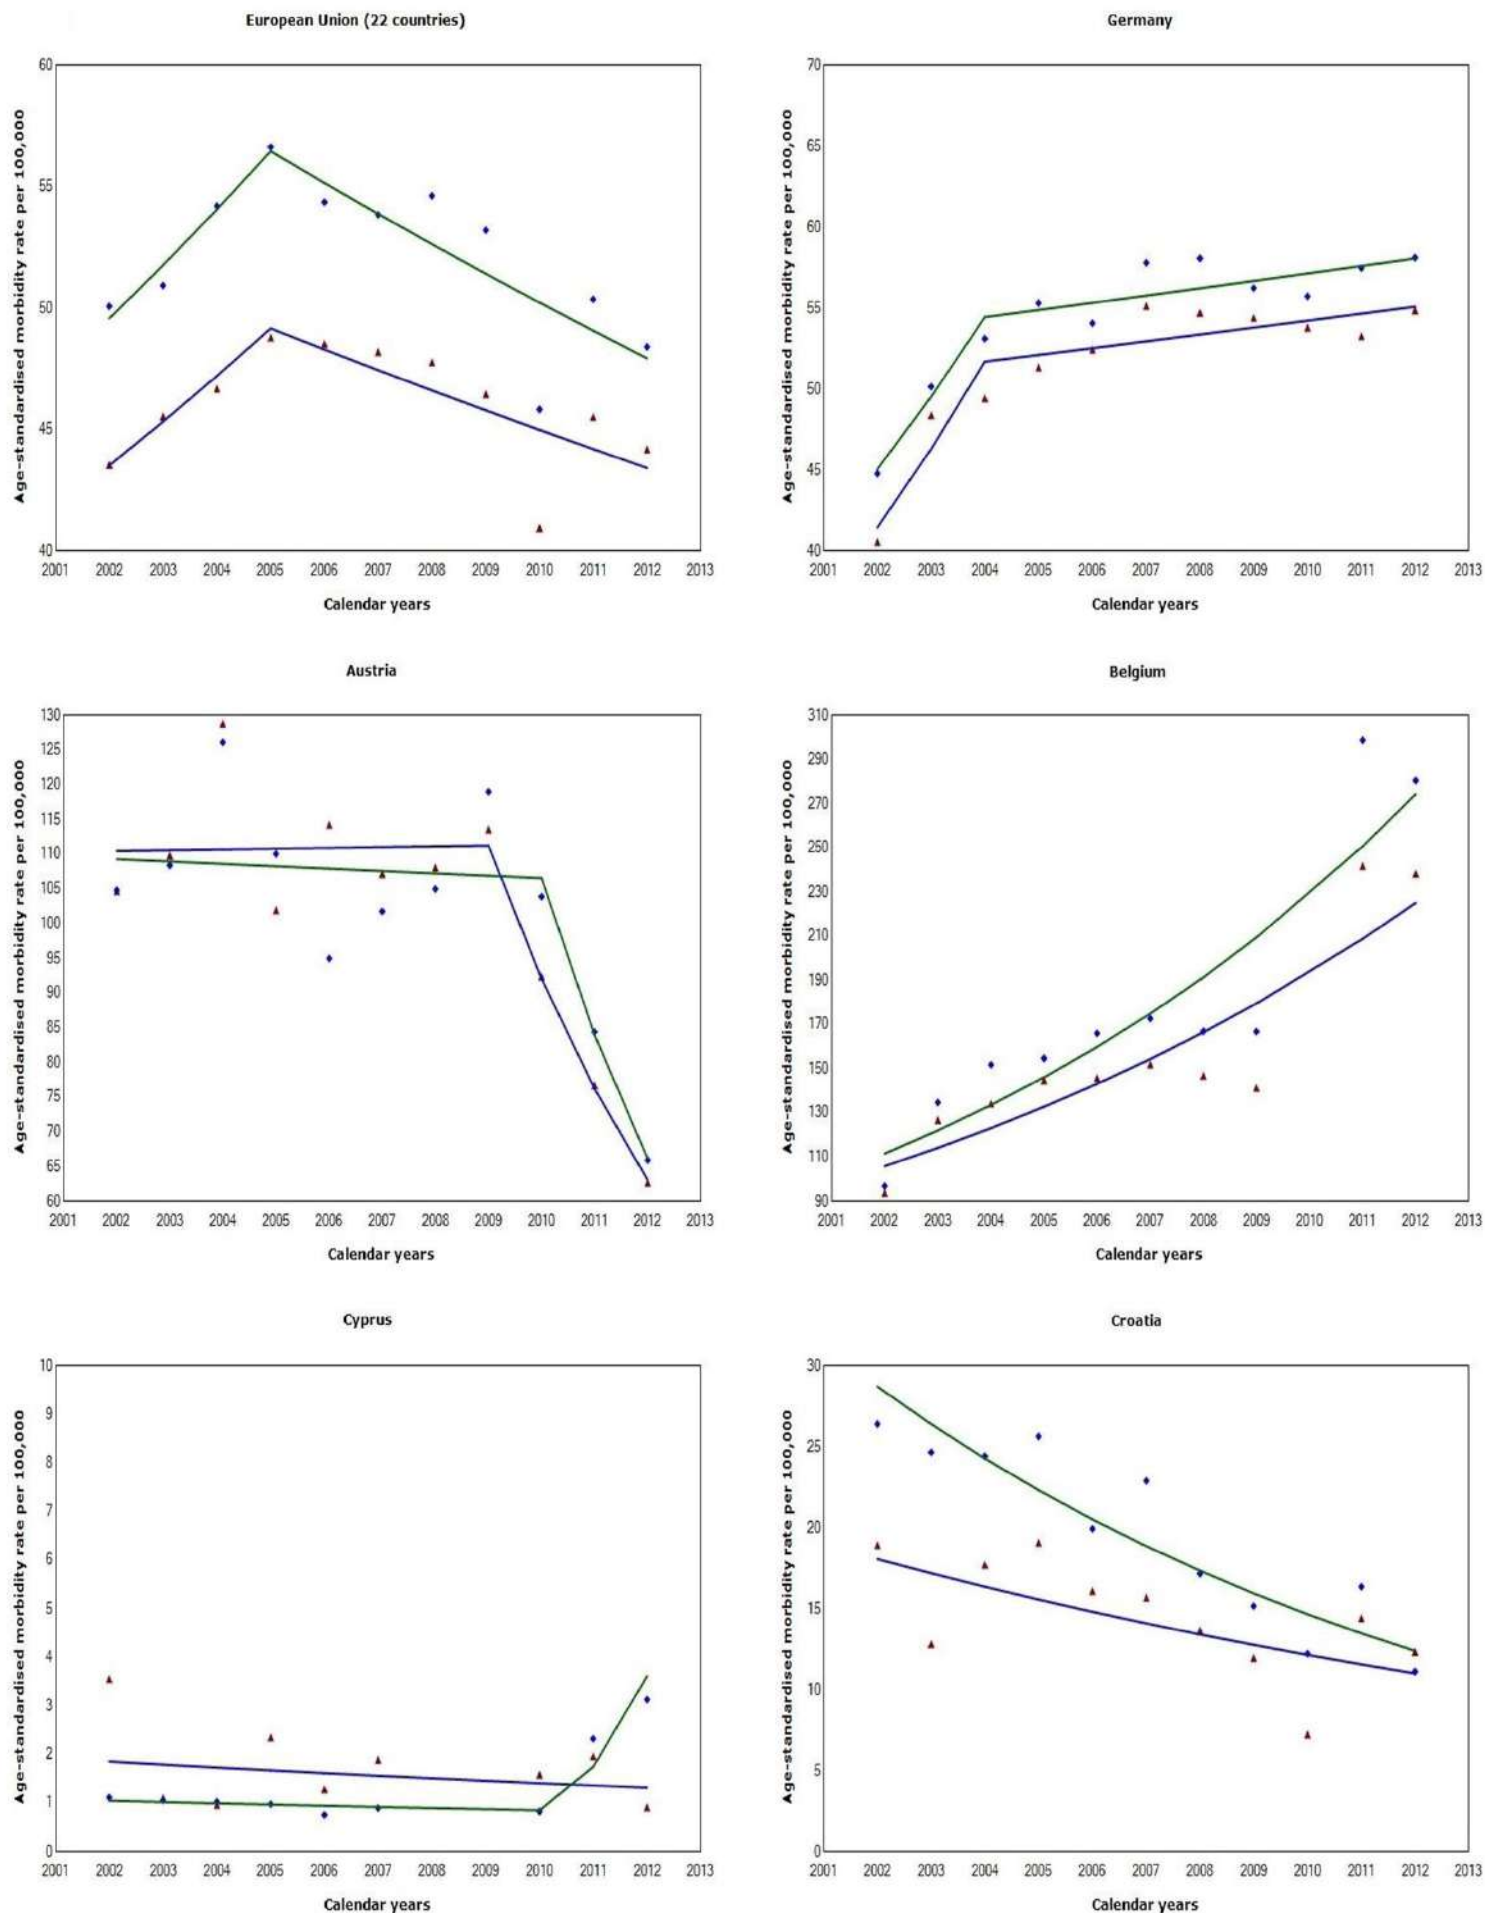 European Union (22 countries)
Age-standardised morbidity rate per 100,000
60
55
50
45
40
2001 2002 2003 2004 2005 2006 2007 2008 2009 2010 2011 2012 2013
Calendar years
Germany
Age-standardised morbidity rate per 100,000
70
65
60
55
50
45
40
2001 2002 2003 2004 2005 2006 2007 2008 2009 2010 2011 2012 2013
Calendar years
Austria
Age-standardised morbidity rate per 100,000
130
125
120
115
110
105
100
95
90
85
80
75
70
65
60
2001 2002 2003 2004 2005 2006 2007 2008 2009 2010 2011 2012 2013
Calendar years
Belgium
Age-standardised morbidity rate per 100,000
310
290
270
250
230
210
190
170
150
130
110
90
2001 2002 2003 2004 2005 2006 2007 2008 2009 2010 2011 2012 2013
Calendar years
Cyprus
Age-standardised morbidity rate per 100,000
10
9
8
7
6
5
4
3
2
1
0
2001 2002 2003 2004 2005 2006 2007 2008 2009 2010 2011 2012 2013
Calendar years
Croatia
Age-standardised morbidity rate per 100,000
30
25
20
15
10
5
0
2001 2002 2003 2004 2005 2006 2007 2008 2009 2010 2011 2012 2013
Calendar years